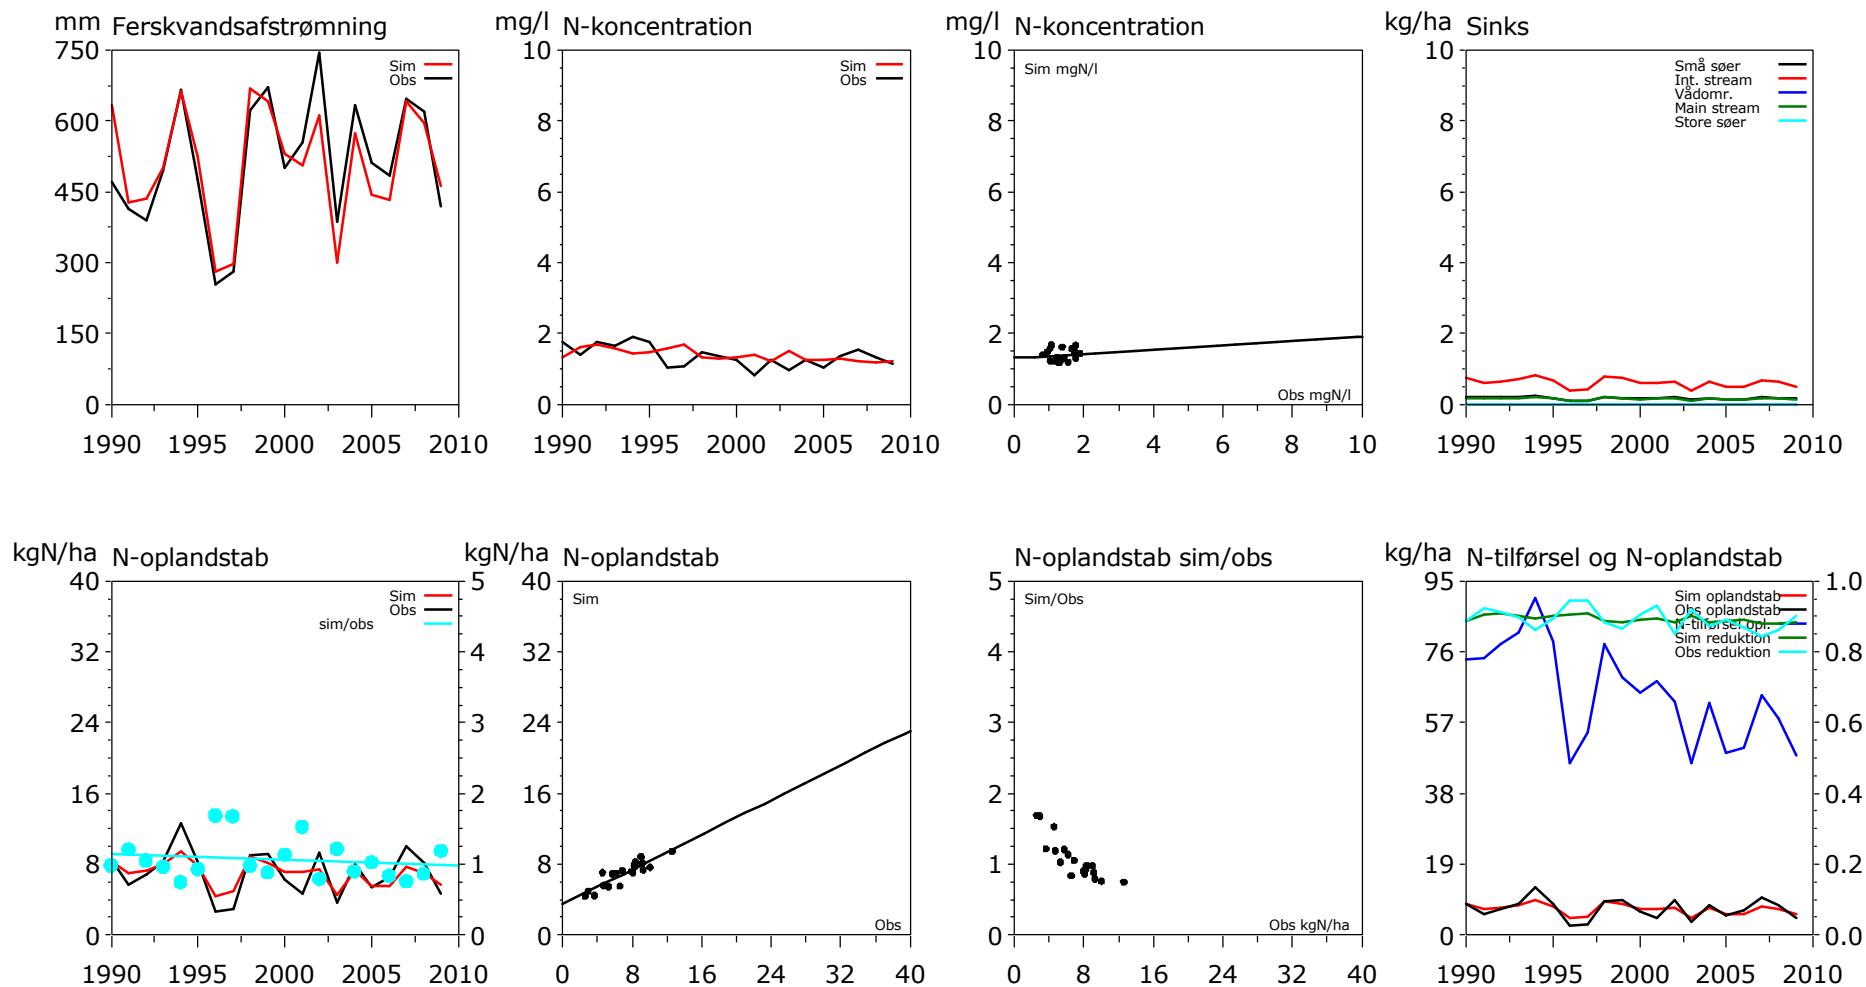 mm Ferskvandsafstrømning
750
600
450
300
150
0
1990 1995 2000 2005 2010
Sim
Obs
mg/l N-koncentration
10
8
6
4
2
0
1990 1995 2000 2005 2010
Sim
Obs
mg/l N-koncentration
10
8
6
4
2
0
0 2 4 6 8 10
Sim mgN/l
Obs mgN/l
kg/ha Sinks
10
8
6
4
2
0
1990 1995 2000 2005 2010
Små søer
Int. stream
Vådomr.
Main stream
Store søer
kgN/ha N-oplandstab
40
32
24
16
8
0
5
4
3
2
1
0
1990 1995 2000 2005 2010
Sim
Obs
sim/obs
kgN/ha N-oplandstab
40
32
24
16
8
0
0 8 16 24 32 40
Sim
Obs
N-oplandstab sim/obs
5
4
3
2
1
0
0 8 16 24 32 40
Sim/Obs
Obs kgN/ha
kg/ha N-tilførsel og N-oplandstab
95
76
57
38
19
0
1.0
0.8
0.6
0.4
0.2
0.0
1990 1995 2000 2005 2010
Sim oplandstab
Obs oplandstab
N-tilførsel opl.
Sim reduktion
Obs reduktion